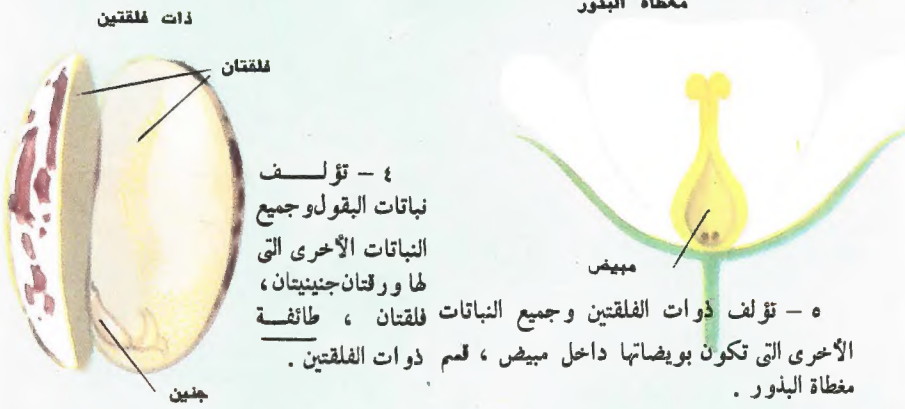 ذات فلقتين
فلقتان
٤ – تؤلف
نباتات البقول وجميع
النباتات الأخرى التى
لها ورقتان جنينيتان،
فلقتان ، طائفة
ذوات الفلقتين .
جنين
مغطاة البذور
مبيض
٥ – تؤلف ذوات الفلقتين وجميع النباتات
الأخرى التى تكون بويضاتها داخل مبيض ، قسم
مغطاة البذور .